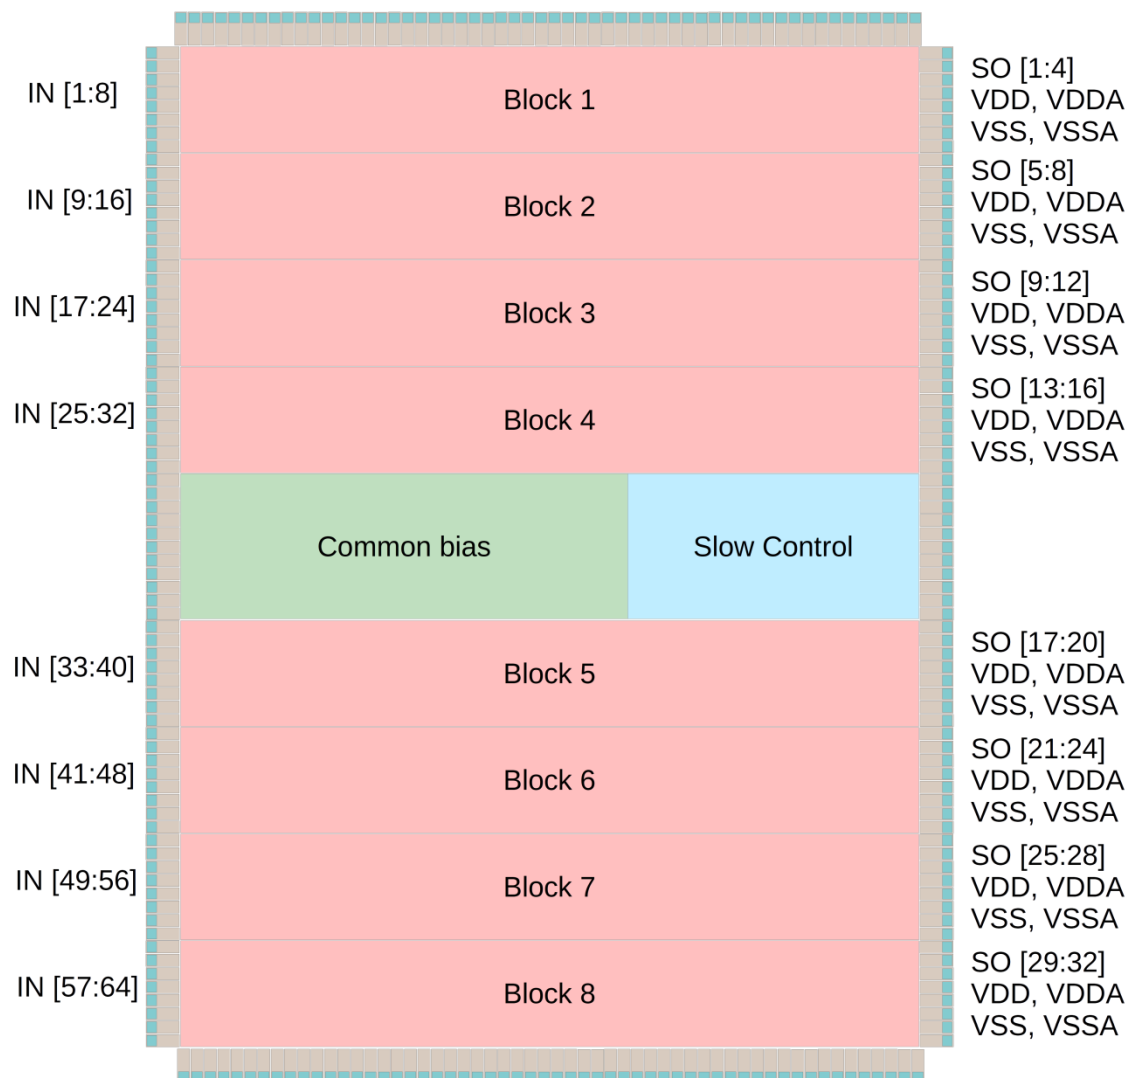 IN [1:8]
Block 1
SO [1:4]
VDD, VDDA
VSS, VSSA
IN [9:16]
Block 2
SO [5:8]
VDD, VDDA
VSS, VSSA
IN [17:24]
Block 3
SO [9:12]
VDD, VDDA
VSS, VSSA
IN [25:32]
Block 4
SO [13:16]
VDD, VDDA
VSS, VSSA
Common bias
Slow Control
IN [33:40]
Block 5
SO [17:20]
VDD, VDDA
VSS, VSSA
IN [41:48]
Block 6
SO [21:24]
VDD, VDDA
VSS, VSSA
IN [49:56]
Block 7
SO [25:28]
VDD, VDDA
VSS, VSSA
IN [57:64]
Block 8
SO [29:32]
VDD, VDDA
VSS, VSSA